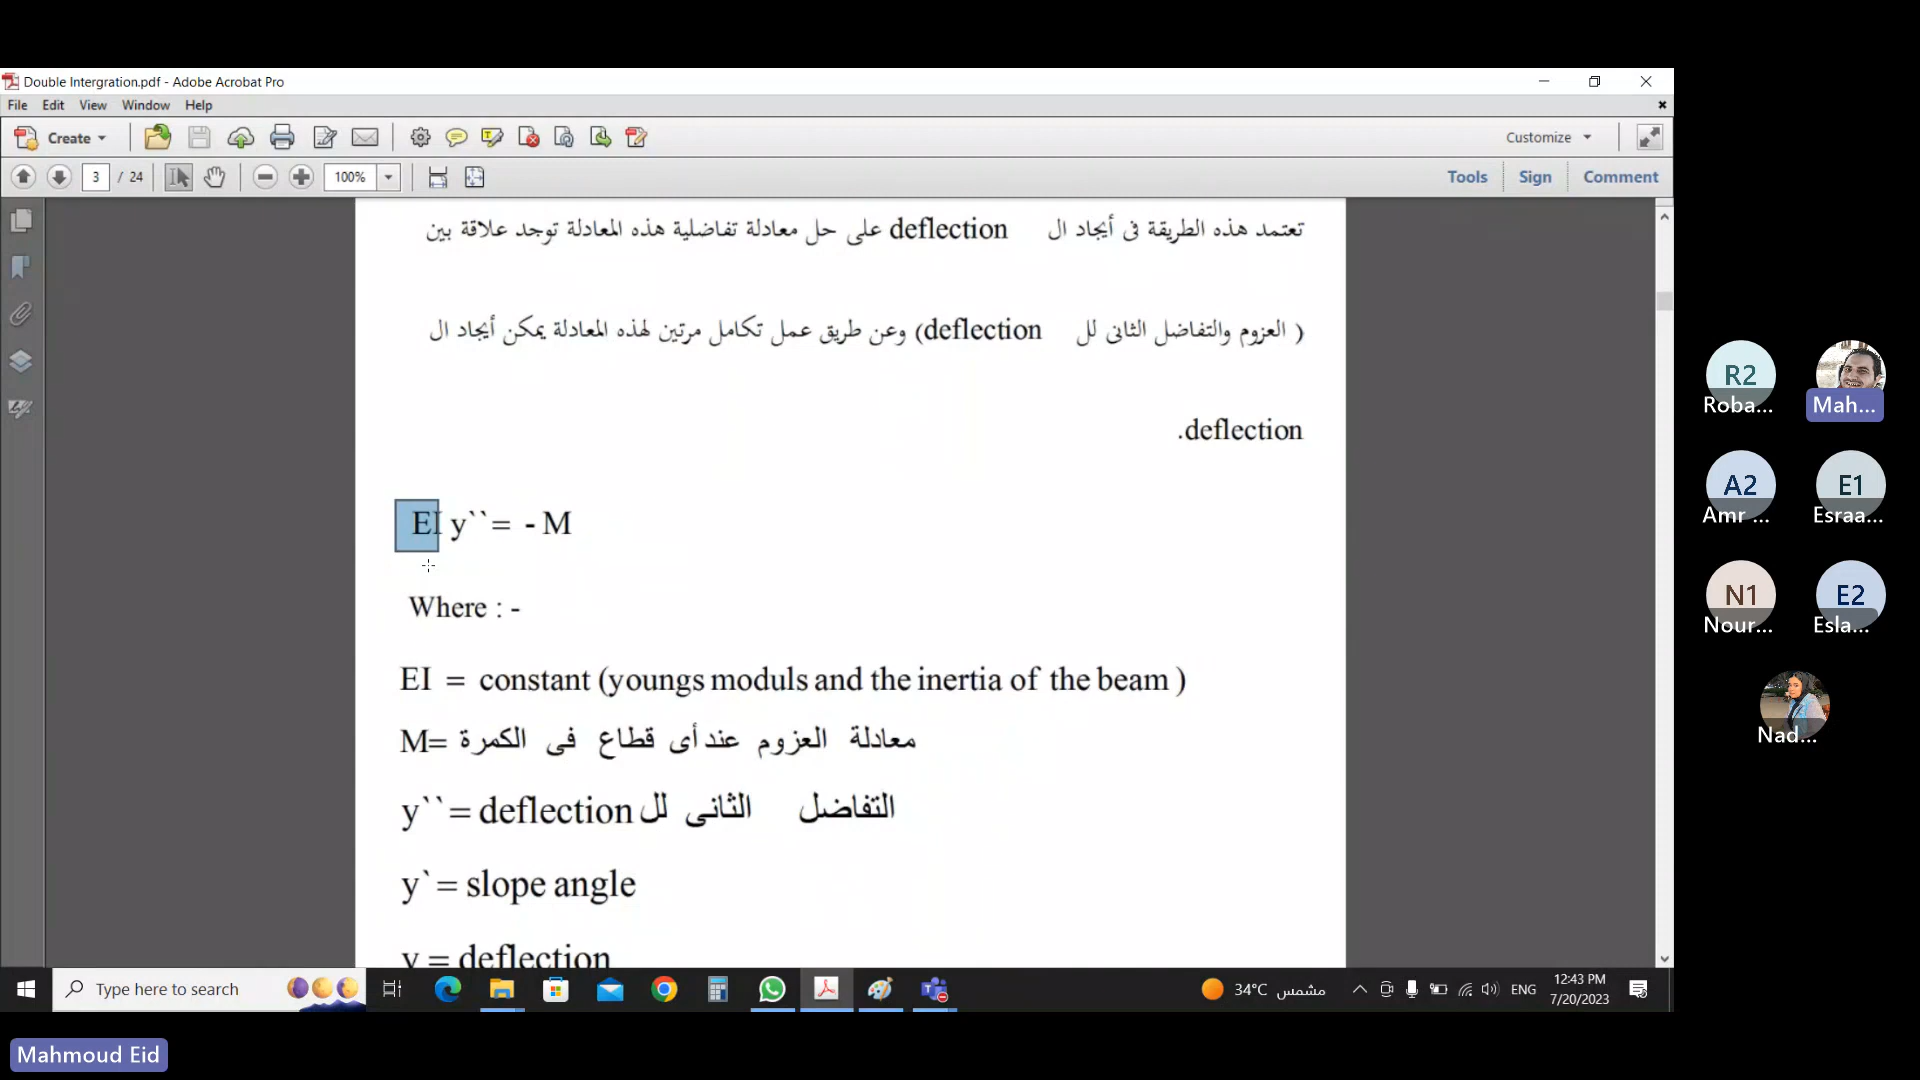 Double Intergration.pdf - Adobe Acrobat Pro
File Edit View Window Help
Create
Customize
3 / 24
100%
Tools Sign Comment
تعتمد هذه الطريقة فى أيجاد ال deflection على حل معادلة تفاضلية هذه المعادلة توجد علاقة بين
( العزوم والتفاضل الثانى لل deflection) وعن طريق عمل تكامل مرتين لهذه المعادلة يمكن أيجاد ال
deflection.
EI y``= - M
Where : -
EI = constant (youngs moduls and the inertia of the beam )
M= معادلة العزوم عند أى قطاع فى الكمرة
y``= deflection التفاضل الثانى لل
y`= slope angle
y = deflection
R2
Roba...
Mah...
A2
Amr ...
E1
Esraa...
N1
Nour...
E2
Esla...
Nad...
Type here to search
34°C مشمس
ENG
12:43 PM
7/20/2023
Mahmoud Eid